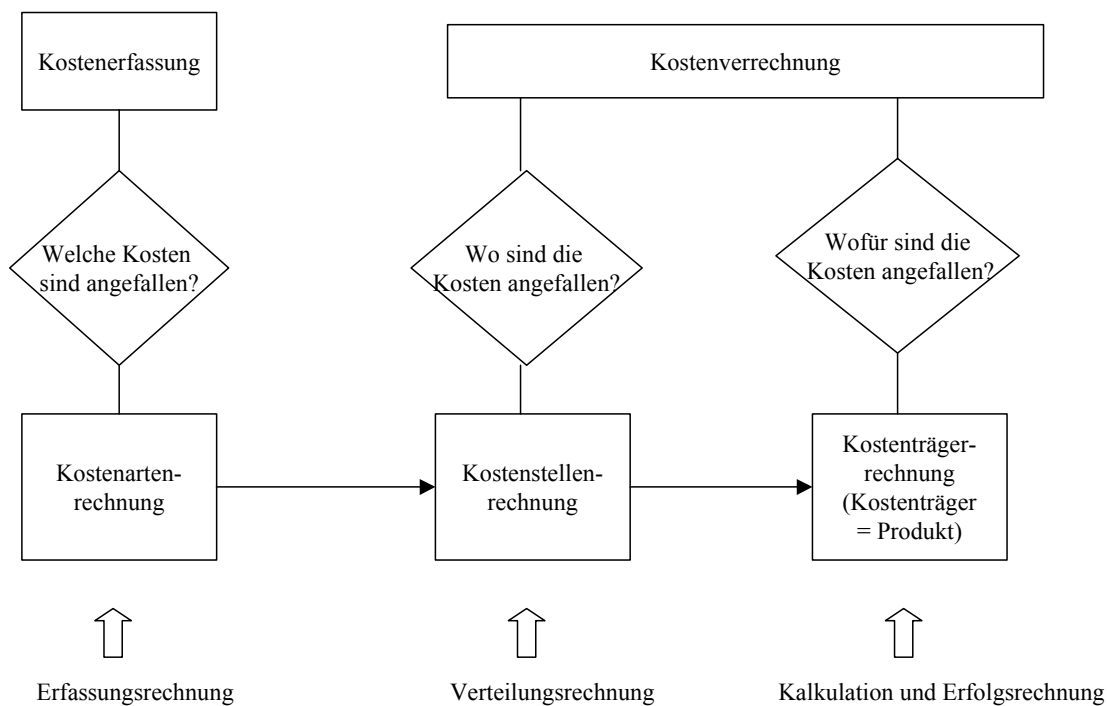 Kostenerfassung
Kostenverrechnung
Welche Kosten
sind angefallen?
Wo sind die
Kosten angefallen?
Wofür sind die
Kosten angefallen?
Kostenarten-
rechnung
Kostenstellen-
rechnung
Kostenträger-
rechnung
(Kostenträger
= Produkt)
Erfassungsrechnung
Verteilungsrechnung
Kalkulation und Erfolgsrechnung